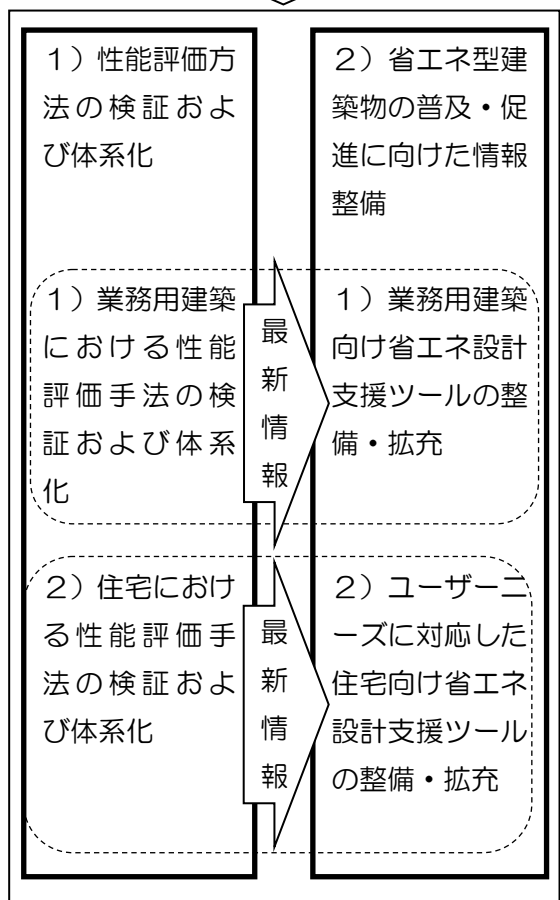 1）性能評価方
法の検証およ
び体系化
2）省エネ型建
築物の普及・促
進に向けた情報
整備
1）業務用建築
における性能
評価手法の検
証および体系
化
最
新
情
報
1）業務用建築
向け省エネ設計
支援ツールの整
備・拡充
2）住宅におけ
る性能評価手
法の検証およ
び体系化
最
新
情
報
2）ユーザーニ
ーズに対応した
住宅向け省エネ
設計支援ツール
の整備・拡充